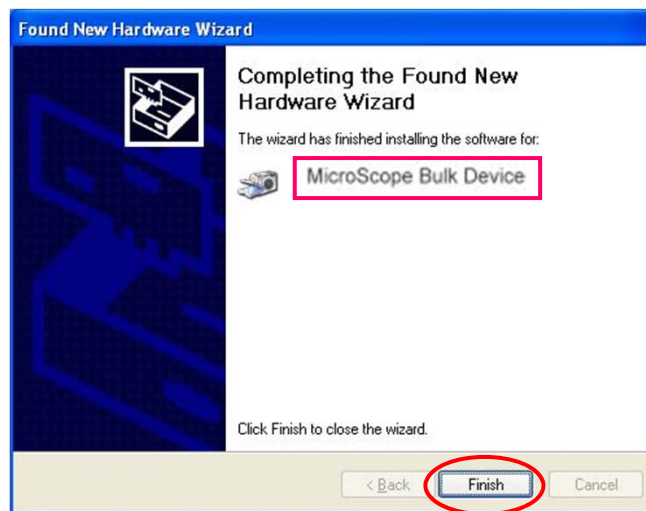 Found New Hardware Wizard
Completing the Found New
Hardware Wizard
The wizard has finished installing the software for:
MicroScope Bulk Device
Click Finish to close the wizard.
< Back
Finish
Cancel